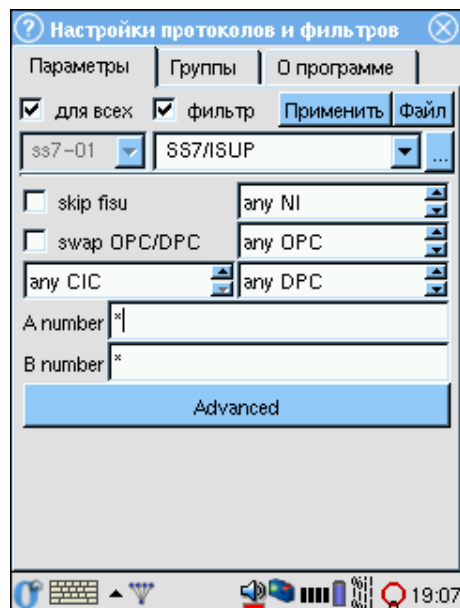 Настройки протоколов и фильтров
Параметры Группы О программе
для всех фильтр Применить Файл
ss7-01 SS7/ISUP ...
skip fisu any NI
swap OPC/DPC any OPC
any CIC any DPC
A number *
B number *
Advanced
19:07